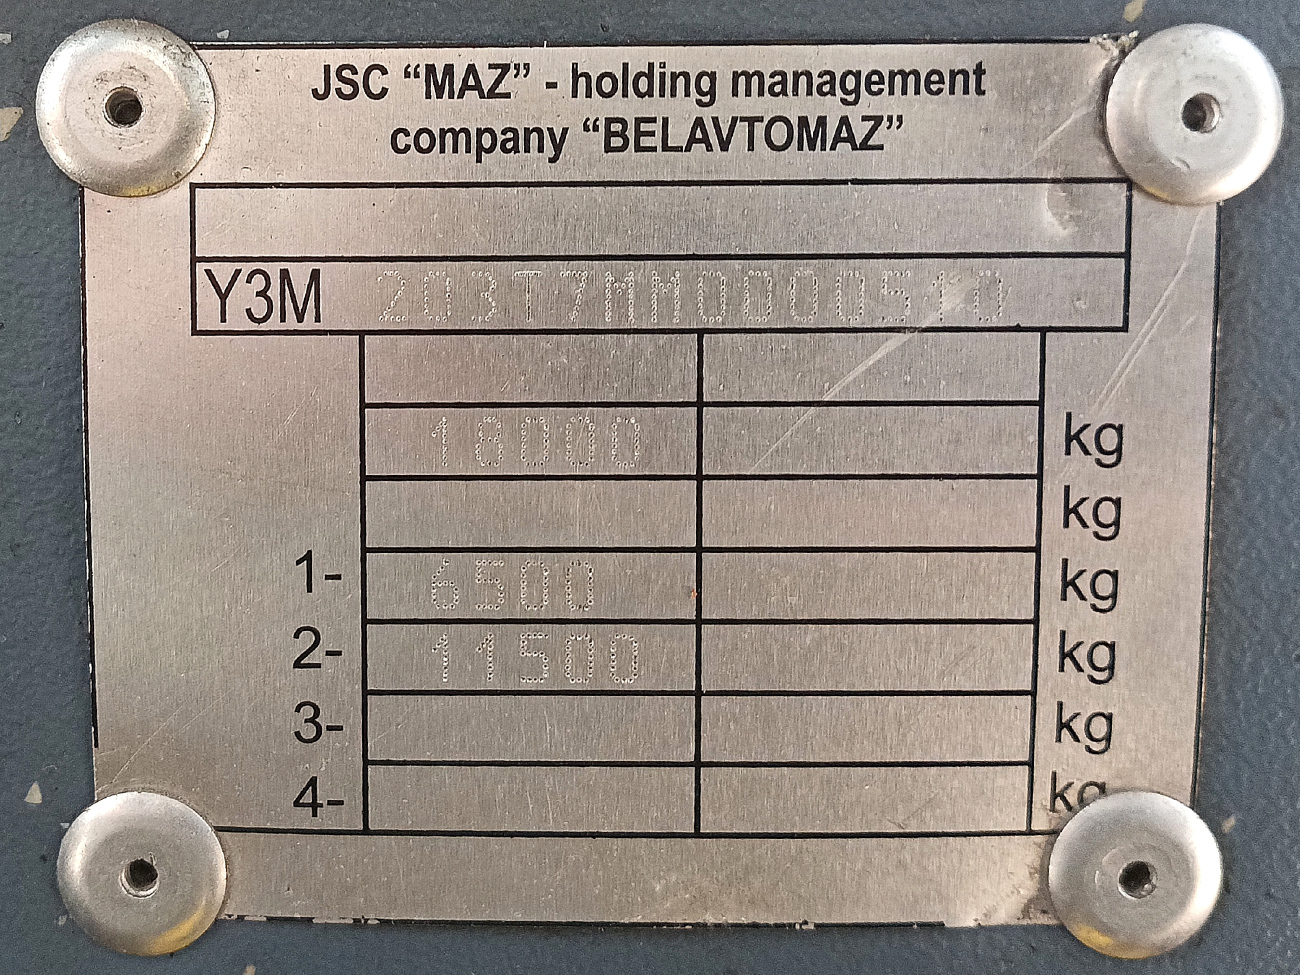 JSC “MAZ” - holding management
company “BELAVTOMAZ”
Y3M 203T7MM0000510
18000 kg
kg
1- 6500 kg
2- 11500 kg
3- kg
4- kg